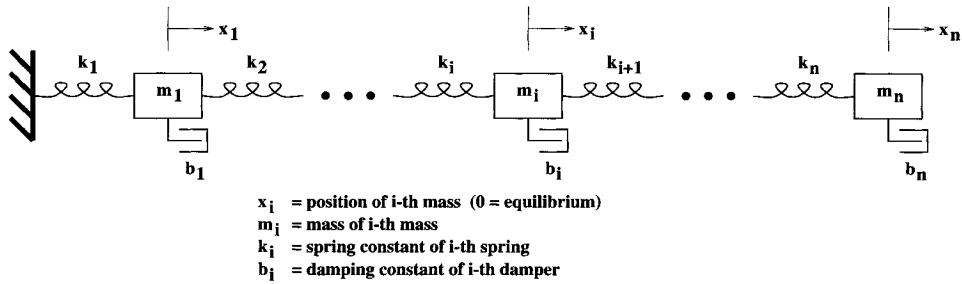 x1 xi xn
k1 k2 ki ki+1 kn
m1 mi mn
b1 bi bn
xi = position of i-th mass (0 = equilibrium)
mi = mass of i-th mass
ki = spring constant of i-th spring
bi = damping constant of i-th damper